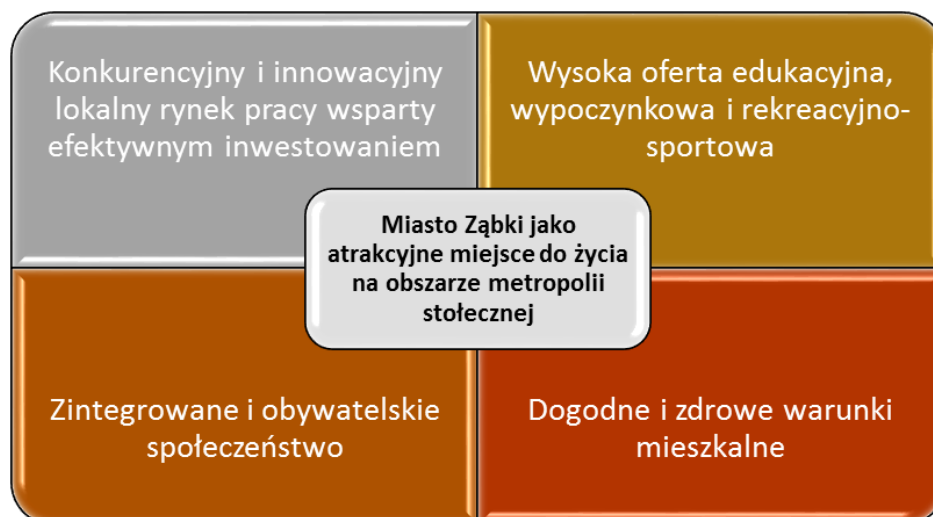 Konkurencyjny i innowacyjny
lokalny rynek pracy wsparty
efektywnym inwestowaniem
Wysoka oferta edukacyjna,
wypoczynkowa i rekreacyjno-
sportowa
Miasto Ząbki jako
atrakcyjne miejsce do życia
na obszarze metropolii
stołecznej
Zintegrowane i obywatelskie
społeczeństwo
Dogodne i zdrowe warunki
mieszkalne